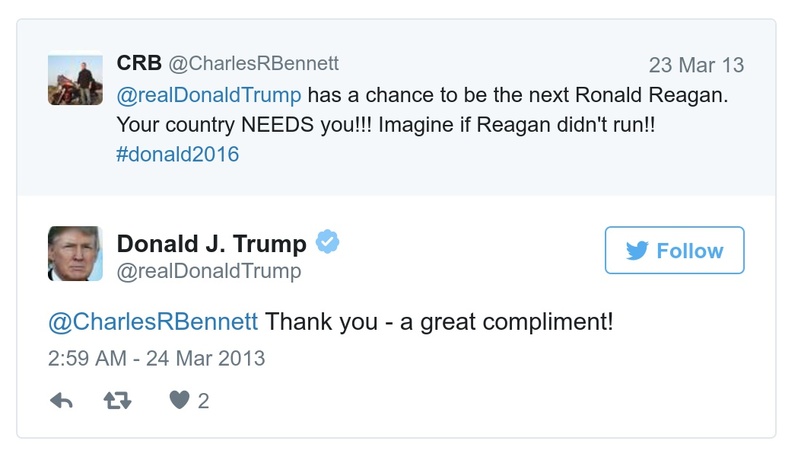 CRB @CharlesRBennett 23 Mar 13
@realDonaldTrump has a chance to be the next Ronald Reagan.
Your country NEEDS you!!! Imagine if Reagan didn't run!!
#donald2016
Donald J. Trump
@realDonaldTrump
Follow
@CharlesRBennett Thank you - a great compliment!
2:59 AM - 24 Mar 2013
2